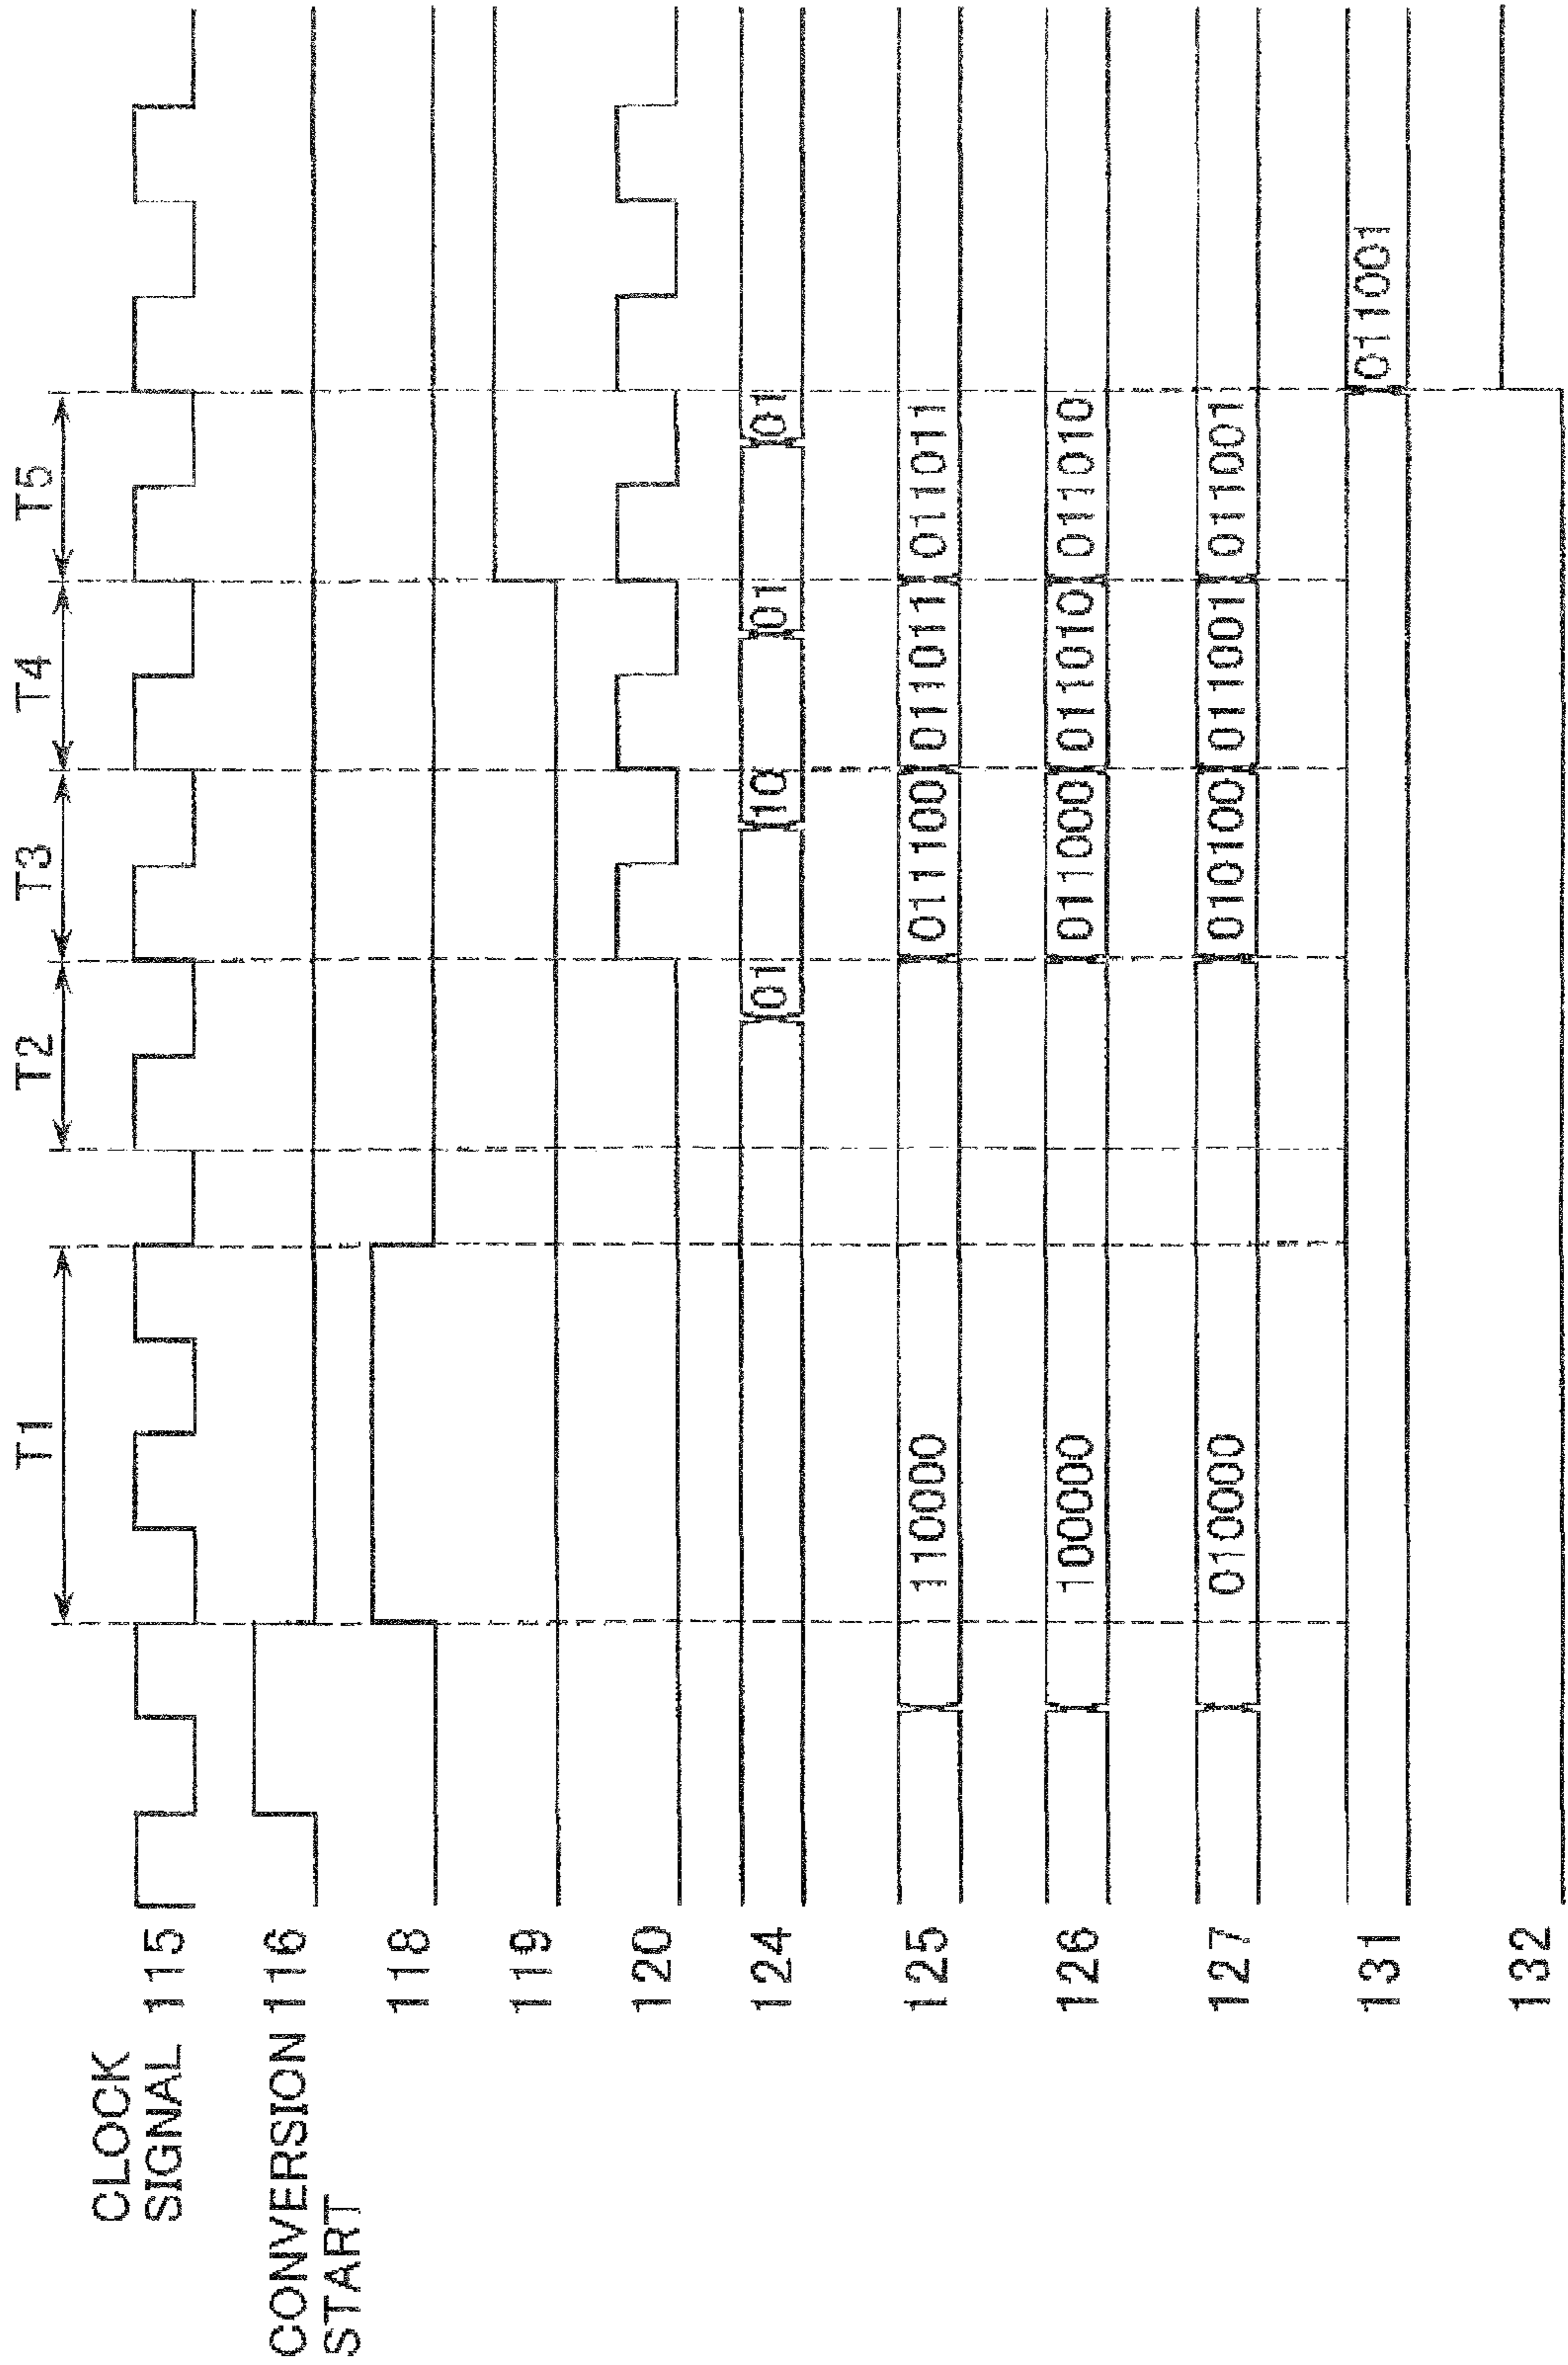 T1 T2 T3 T4 T5
CLOCK
SIGNAL 115
CONVERSION 116
START
118
119
120
124 01 10 01 01
125 110000 011100 011011 011011
126 100000 011000 011010 011010
127 010000 010100 011001 011001
131 011001
132